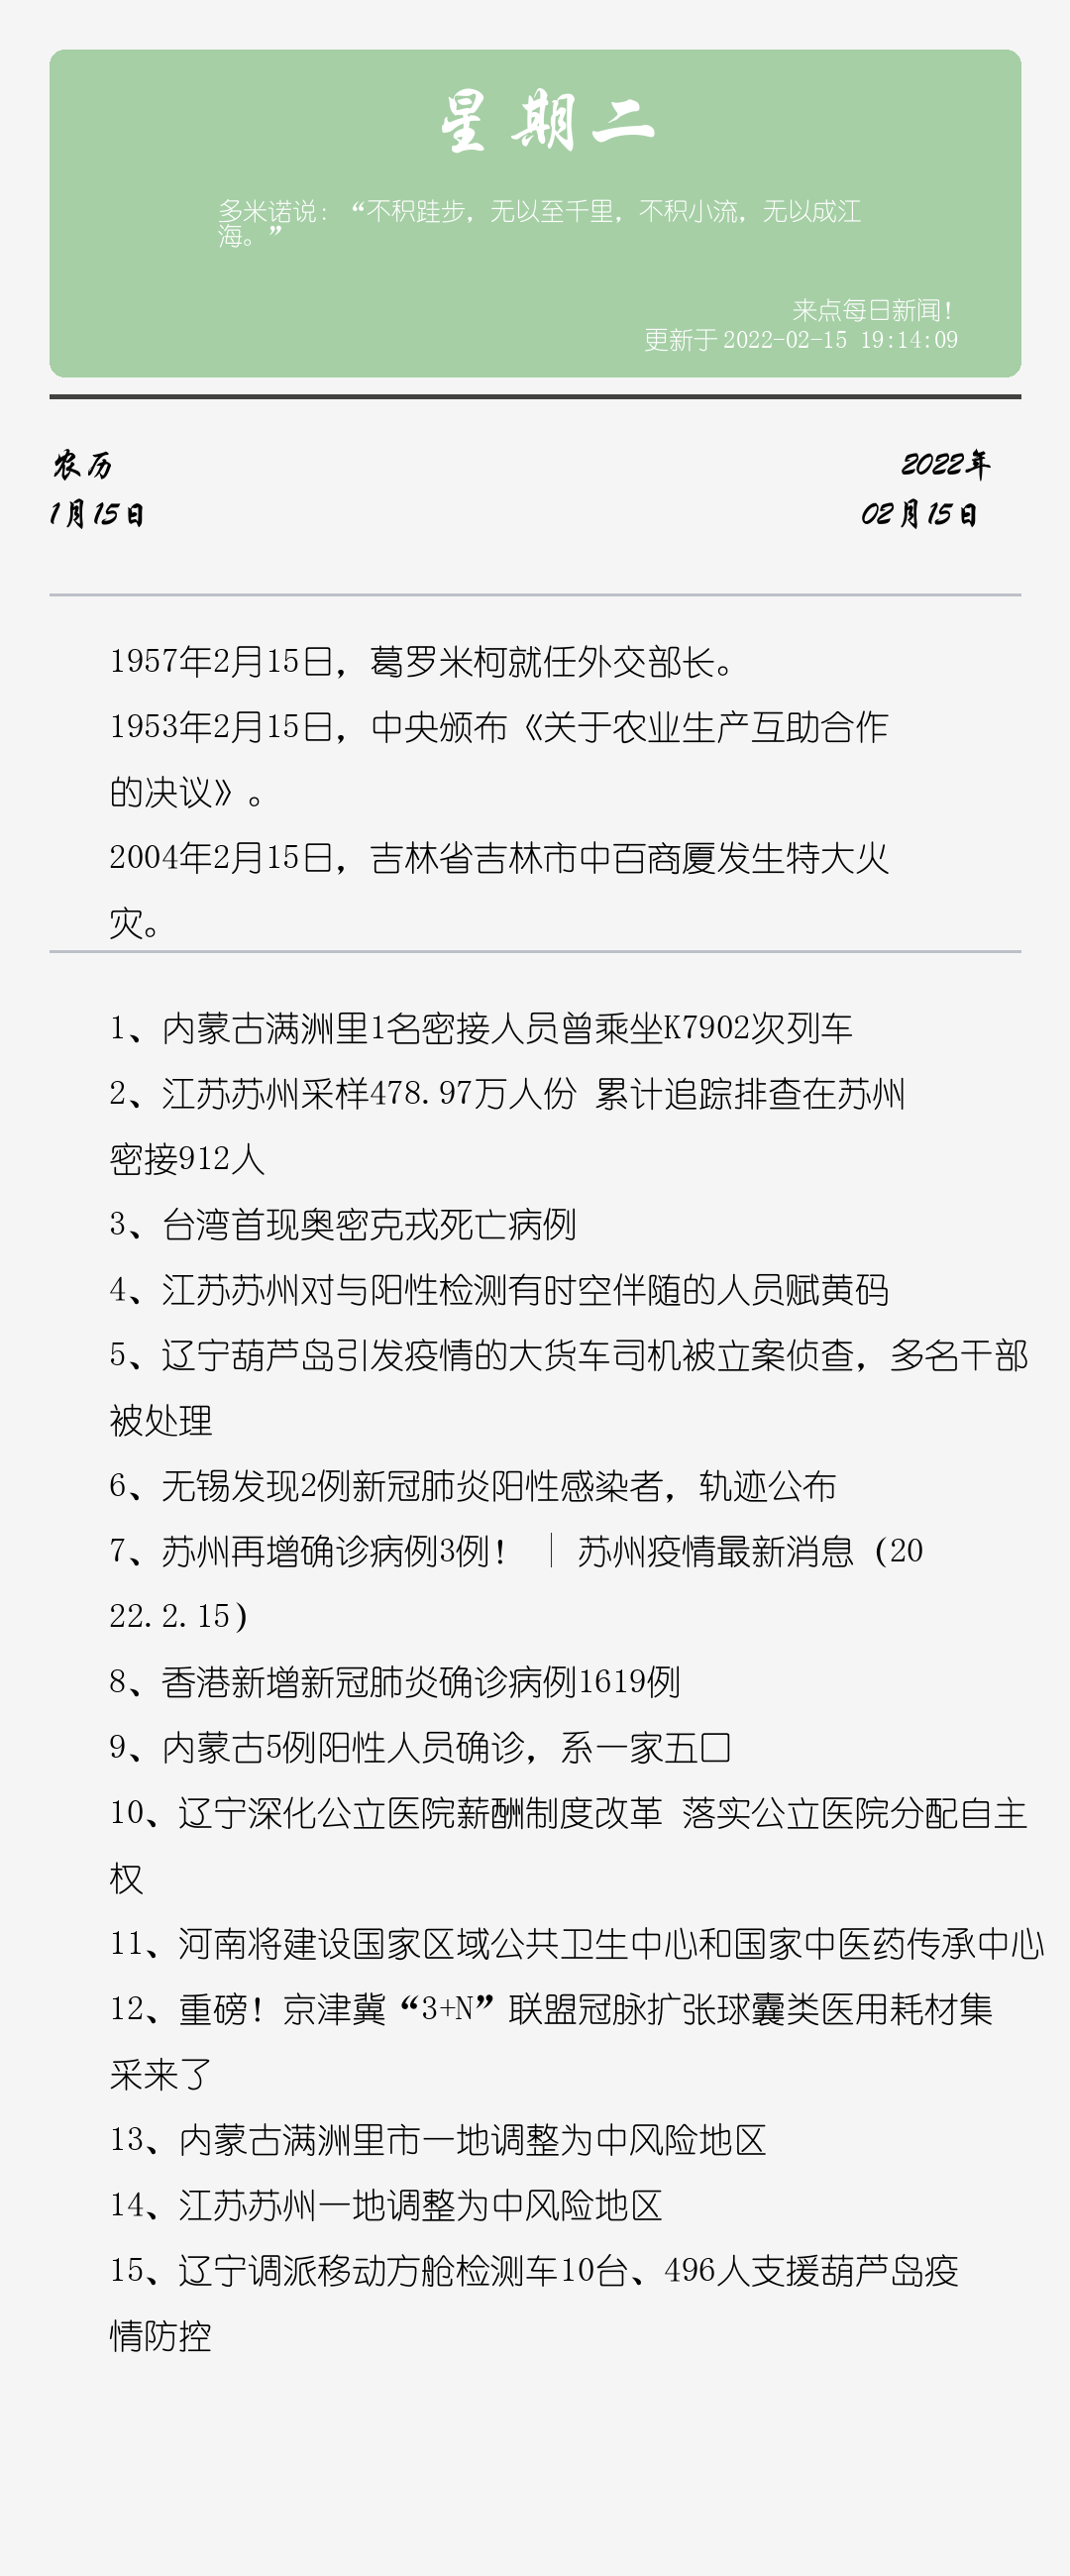 星期二
多米诺说：“不积跬步，无以至千里，不积小流，无以成江
海。”
来点每日新闻！
更新于 2022-02-15 19:14:09
农历
2022年
1月15日
02月15日
1957年2月15日，葛罗米柯就任外交部长。
1953年2月15日，中央颁布《关于农业生产互助合作
的决议》。
2004年2月15日，吉林省吉林市中百商厦发生特大火
灾。
1、内蒙古满洲里1名密接人员曾乘坐K7902次列车
2、江苏苏州采样478.97万人份 累计追踪排查在苏州
密接912人
3、台湾首现奥密克戎死亡病例
4、江苏苏州对与阳性检测有时空伴随的人员赋黄码
5、辽宁葫芦岛引发疫情的大货车司机被立案侦查，多名干部
被处理
6、无锡发现2例新冠肺炎阳性感染者，轨迹公布
7、苏州再增确诊病例3例！ | 苏州疫情最新消息（20
22.2.15）
8、香港新增新冠肺炎确诊病例1619例
9、内蒙古5例阳性人员确诊，系一家五口
10、辽宁深化公立医院薪酬制度改革 落实公立医院分配自主
权
11、河南将建设国家区域公共卫生中心和国家中医药传承中心
12、重磅！京津冀“3+N”联盟冠脉扩张球囊类医用耗材集
采来了
13、内蒙古满洲里市一地调整为中风险地区
14、江苏苏州一地调整为中风险地区
15、辽宁调派移动方舱检测车10台、496人支援葫芦岛疫
情防控